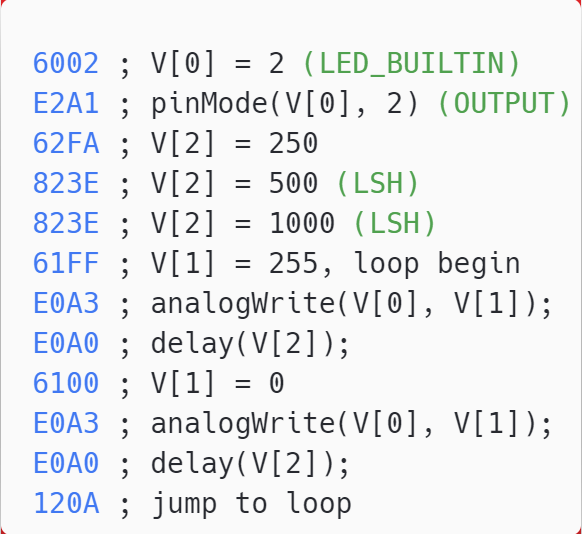 6002 ; V[0] = 2 (LED_BUILTIN)
E2A1 ; pinMode(V[0], 2) (OUTPUT)
62FA ; V[2] = 250
823E ; V[2] = 500 (LSH)
823E ; V[2] = 1000 (LSH)
61FF ; V[1] = 255, loop begin
E0A3 ; analogWrite(V[0], V[1]);
E0A0 ; delay(V[2]);
6100 ; V[1] = 0
E0A3 ; analogWrite(V[0], V[1]);
E0A0 ; delay(V[2]);
120A ; jump to loop